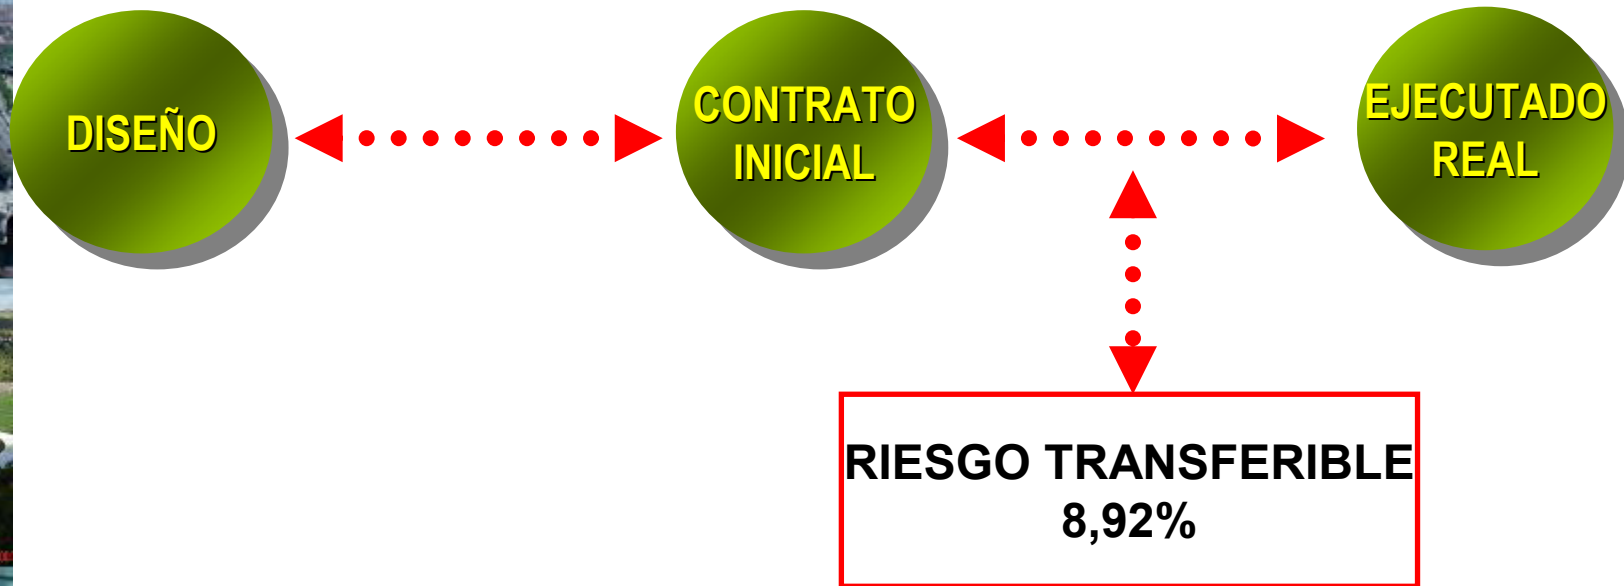 DISEÑO
CONTRATO
INICIAL
EJECUTADO
REAL
RIESGO TRANSFERIBLE
8,92%